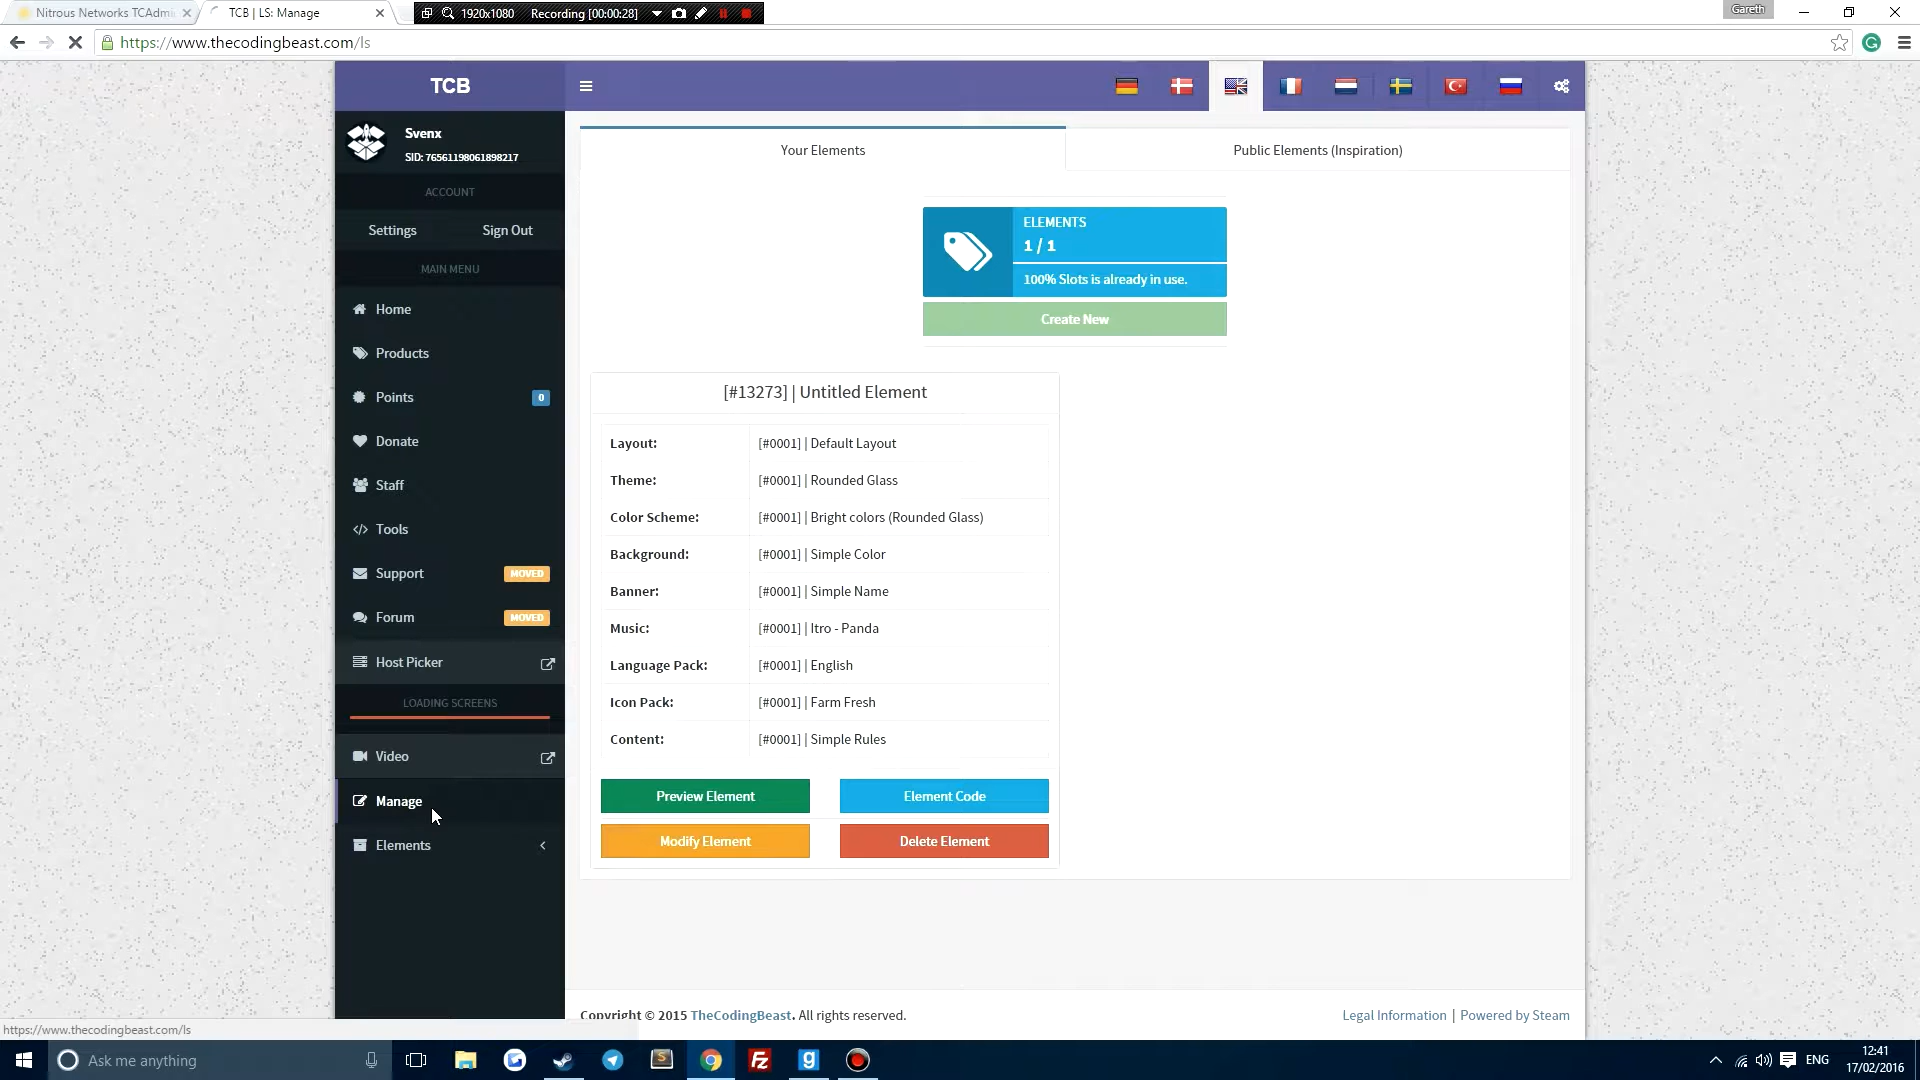 Nitrous Networks TCAdmi
TCB | LS: Manage
1920x1080
Recording [00:00:28]
Gareth
https://www.thecodingbeast.com/ls
TCB
Svenx
SID: 76561198061898217
ACCOUNT
Settings
Sign Out
MAIN MENU
Home
Products
Points
0
Donate
Staff
Tools
Support
MOVED
Forum
MOVED
Host Picker
LOADING SCREENS
Video
Manage
Elements
Your Elements
Public Elements (Inspiration)
ELEMENTS
1 / 1
100% Slots is already in use.
Create New
[#13273] | Untitled Element
Layout: [#0001] | Default Layout
Theme: [#0001] | Rounded Glass
Color Scheme: [#0001] | Bright colors (Rounded Glass)
Background: [#0001] | Simple Color
Banner: [#0001] | Simple Name
Music: [#0001] | Itro - Panda
Language Pack: [#0001] | English
Icon Pack: [#0001] | Farm Fresh
Content: [#0001] | Simple Rules
Preview Element
Element Code
Modify Element
Delete Element
Copyright © 2015 TheCodingBeast. All rights reserved.
Legal Information | Powered by Steam
https://www.thecodingbeast.com/ls
Ask me anything
ENG
12:41
17/02/2016